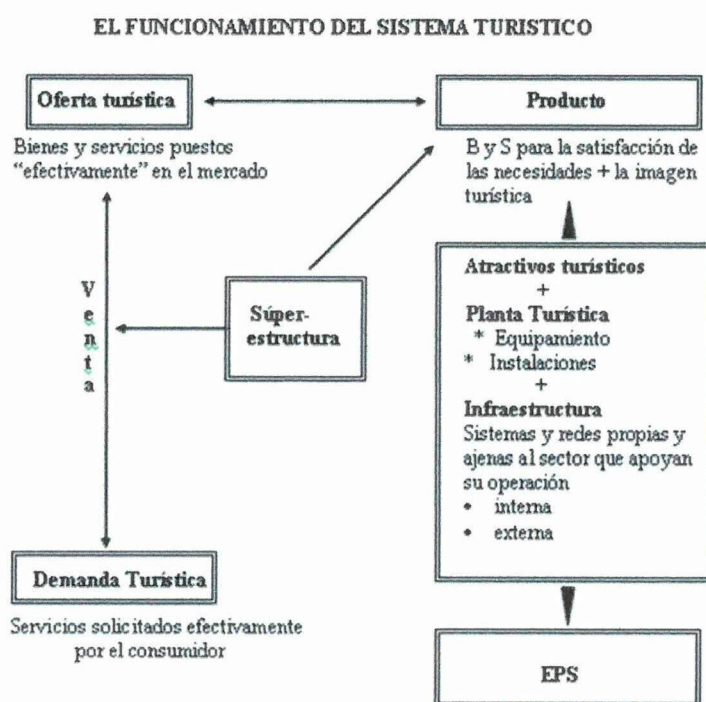 EL FUNCIONAMIENTO DEL SISTEMA TURISTICO
Oferta turística
Bienes y servicios puestos
“efectivamente” en el mercado
Producto
B y S para la satisfacción de
las necesidades + la imagen
turística
Venta
Súper-
estructura
Atractivos turísticos
+
Planta Turística
* Equipamiento
* Instalaciones
+
Infraestructura
Sistemas y redes propias y
ajenas al sector que apoyan
su operación
• interna
• externa
Demanda Turística
Servicios solicitados efectivamente
por el consumidor
EPS